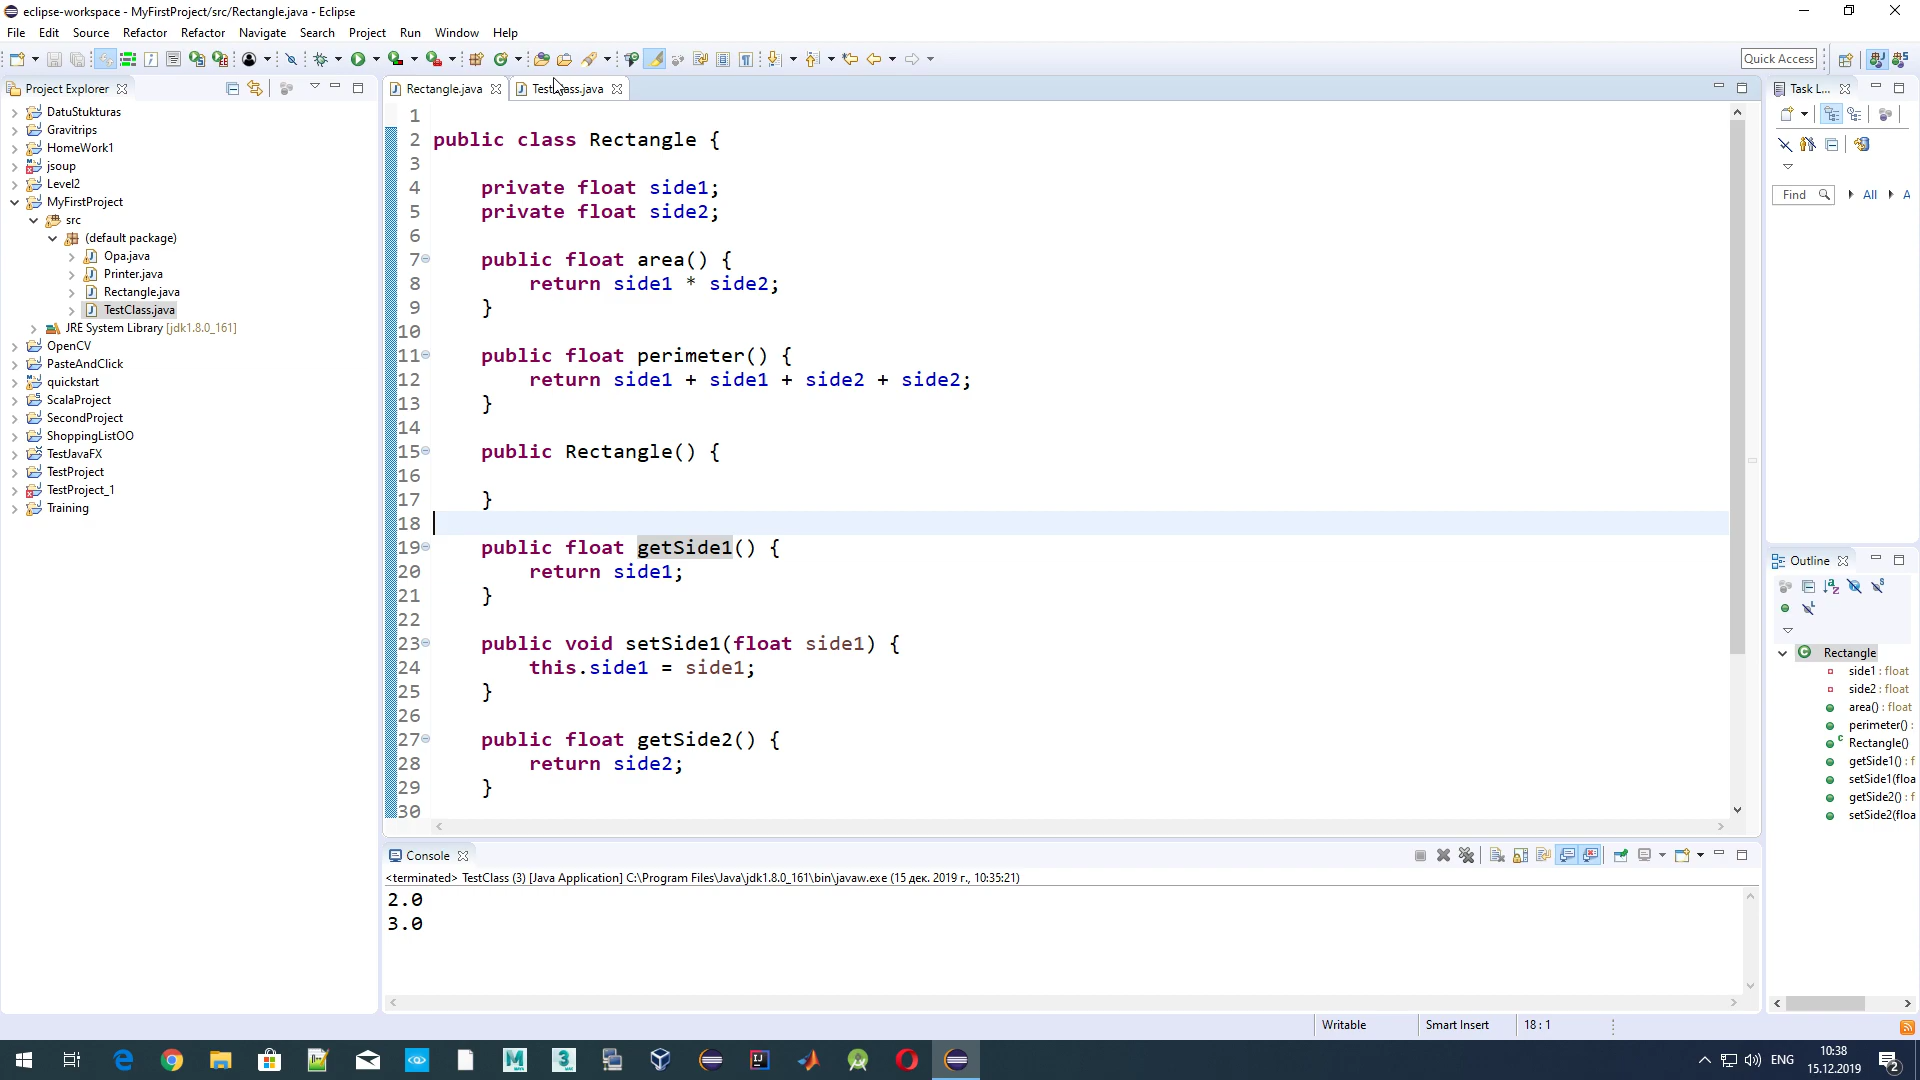 eclipse-workspace - MyFirstProject/src/Rectangle.java - Eclipse
File Edit Source Refactor Refactor Navigate Search Project Run Window Help
Quick Access
Project Explorer
DatuStukturas
Gravitrips
HomeWork1
jsoup
Level2
MyFirstProject
src
(default package)
Opa.java
Printer.java
Rectangle.java
TestClass.java
JRE System Library [jdk1.8.0_161]
OpenCV
PasteAndClick
quickstart
ScalaProject
SecondProject
ShoppingListOO
TestJavaFX
TestProject
TestProject_1
Training
Rectangle.java TestClass.java
1
2 public class Rectangle {
3
4 private float side1;
5 private float side2;
6
7 public float area() {
8 return side1 * side2;
9 }
10
11 public float perimeter() {
12 return side1 + side1 + side2 + side2;
13 }
14
15 public Rectangle() {
16
17 }
18
19 public float getSide1() {
20 return side1;
21 }
22
23 public void setSide1(float side1) {
24 this.side1 = side1;
25 }
26
27 public float getSide2() {
28 return side2;
29 }
30
Console
<terminated> TestClass (3) [Java Application] C:\Program Files\Java\jdk1.8.0_161\bin\javaw.exe (15 дек. 2019 г., 10:35:21)
2.0
3.0
Task L...
Find All A
Outline
Rectangle
side1 : float
side2 : float
area() : float
perimeter() :
Rectangle()
getSide1() : f
setSide1(floa
getSide2() : f
setSide2(floa
Writable Smart Insert 18 : 1
ENG
10:38
15.12.2019
2